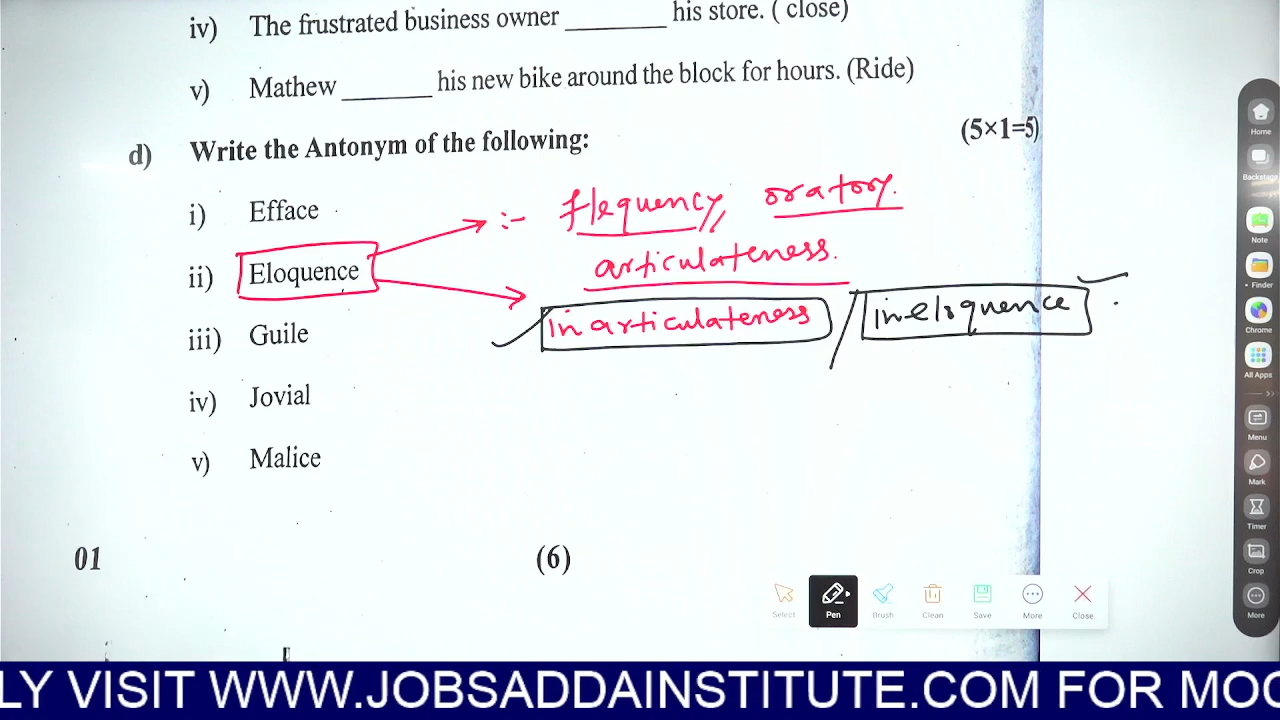 iv) The frustrated business owner ________ his store. ( close)
v) Mathew ________ his new bike around the block for hours. (Ride)
d) Write the Antonym of the following: (5×1=5)
i) Efface
:- flequency, oratory.
ii) Eloquence
articulateness.
inarticulateness / ineloquence
iii) Guile
iv) Jovial
v) Malice
01 (6)
Home
Backstage
Note
Finder
Chrome
All Apps
Menu
Mark
Timer
Crop
More
Select Pen Brush Clean Save More Close
LY VISIT WWW.JOBSADDAINSTITUTE.COM FOR MOC